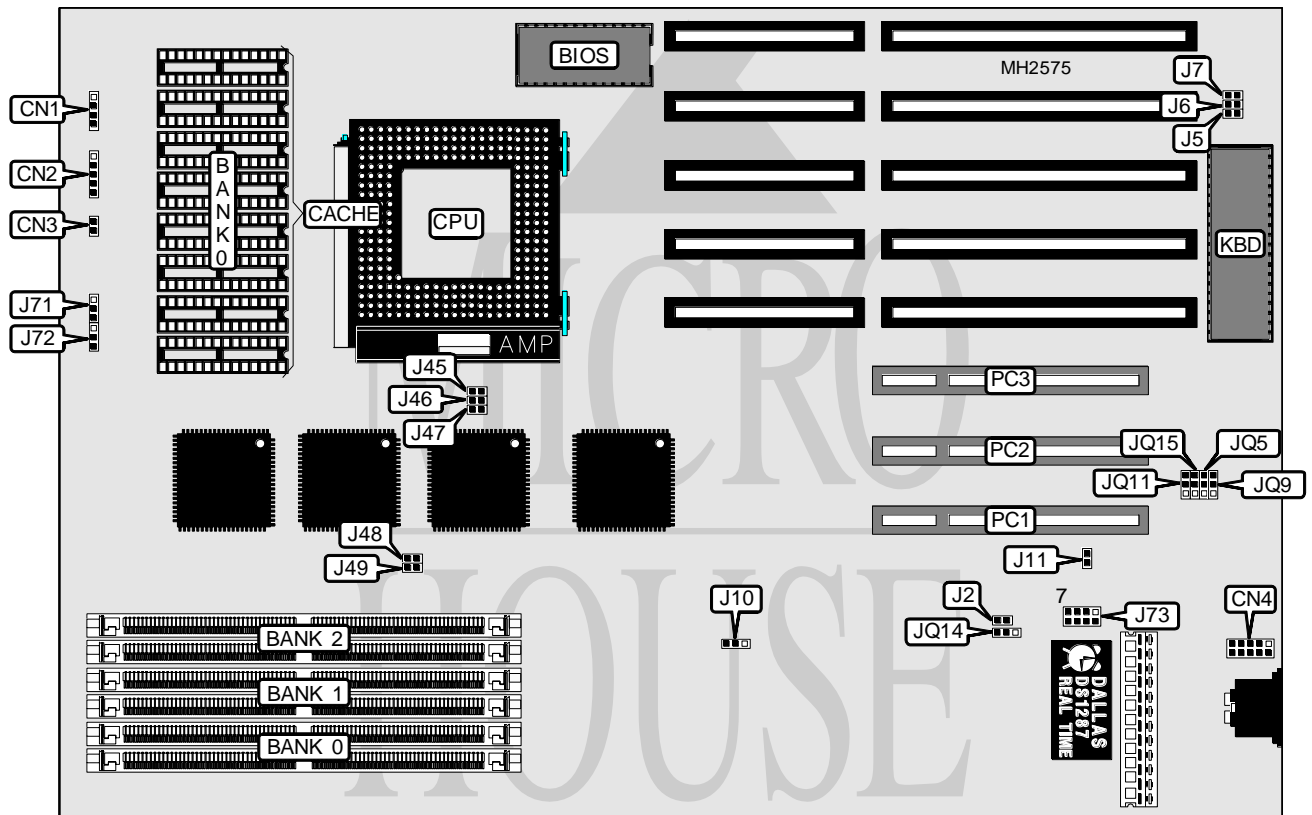 BIOS
MH2575
J7
J6
J5
CN1
CN2
CN3
BANK0
CACHE
CPU
KBD
J71
J72
AMP
J45
J46
J47
PC3
PC2
PC1
JQ15
JQ5
JQ11
JQ9
J48
J49
J11
J10
J2
JQ14
7
J73
CN4
BANK 2
BANK 1
BANK 0
DALLAS
DS1287
REAL TIME
MICRO
HOUSE